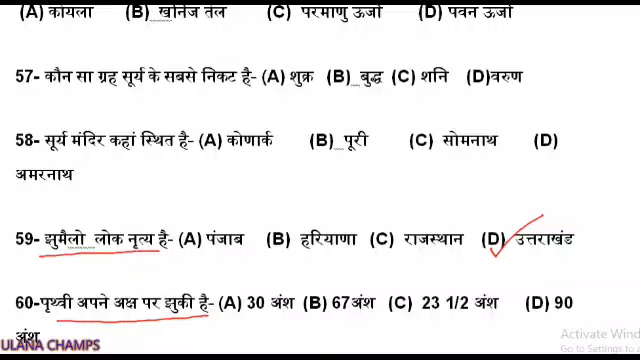 (A) कोयला (B) खनिज तेल (C) परमाणु ऊर्जा (D) पवन ऊर्जा
57- कौन सा ग्रह सूर्य के सबसे निकट है- (A) शुक्र (B) बुद्ध (C) शनि (D)वरुण
58- सूर्य मंदिर कहां स्थित है- (A) कोणार्क (B) पूरी (C) सोमनाथ (D)
अमरनाथ
59- झुमैलो लोक नृत्य है- (A) पंजाब (B) हरियाणा (C) राजस्थान (D) उत्तराखंड
60-पृथ्वी अपने अक्ष पर झुकी है- (A) 30 अंश (B) 67अंश (C) 23 1/2 अंश (D) 90
अंश
ULANA CHAMPS
Activate Wind
Go to Settings to